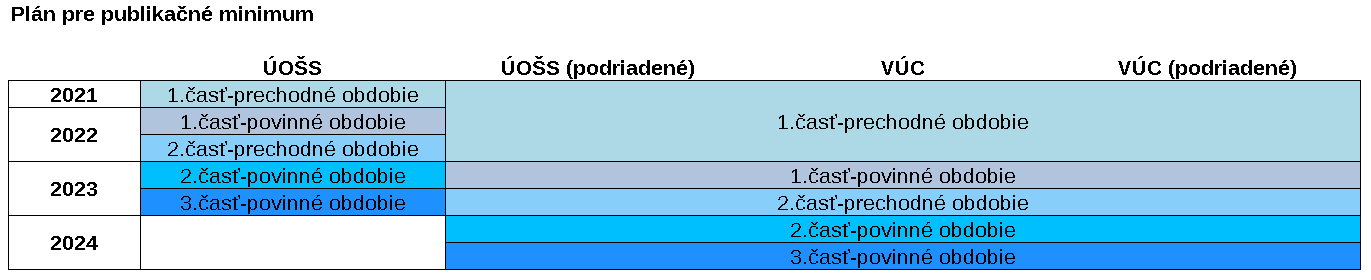 Plán pre publikačné minimum
ÚOŠS ÚOŠS (podriadené) VÚC VÚC (podriadené)
2021 1.časť-prechodné obdobie
1.časť-prechodné obdobie
2022 1.časť-povinné obdobie
2.časť-prechodné obdobie
2023 2.časť-povinné obdobie 1.časť-povinné obdobie
3.časť-povinné obdobie 2.časť-prechodné obdobie
2024 2.časť-povinné obdobie
3.časť-povinné obdobie